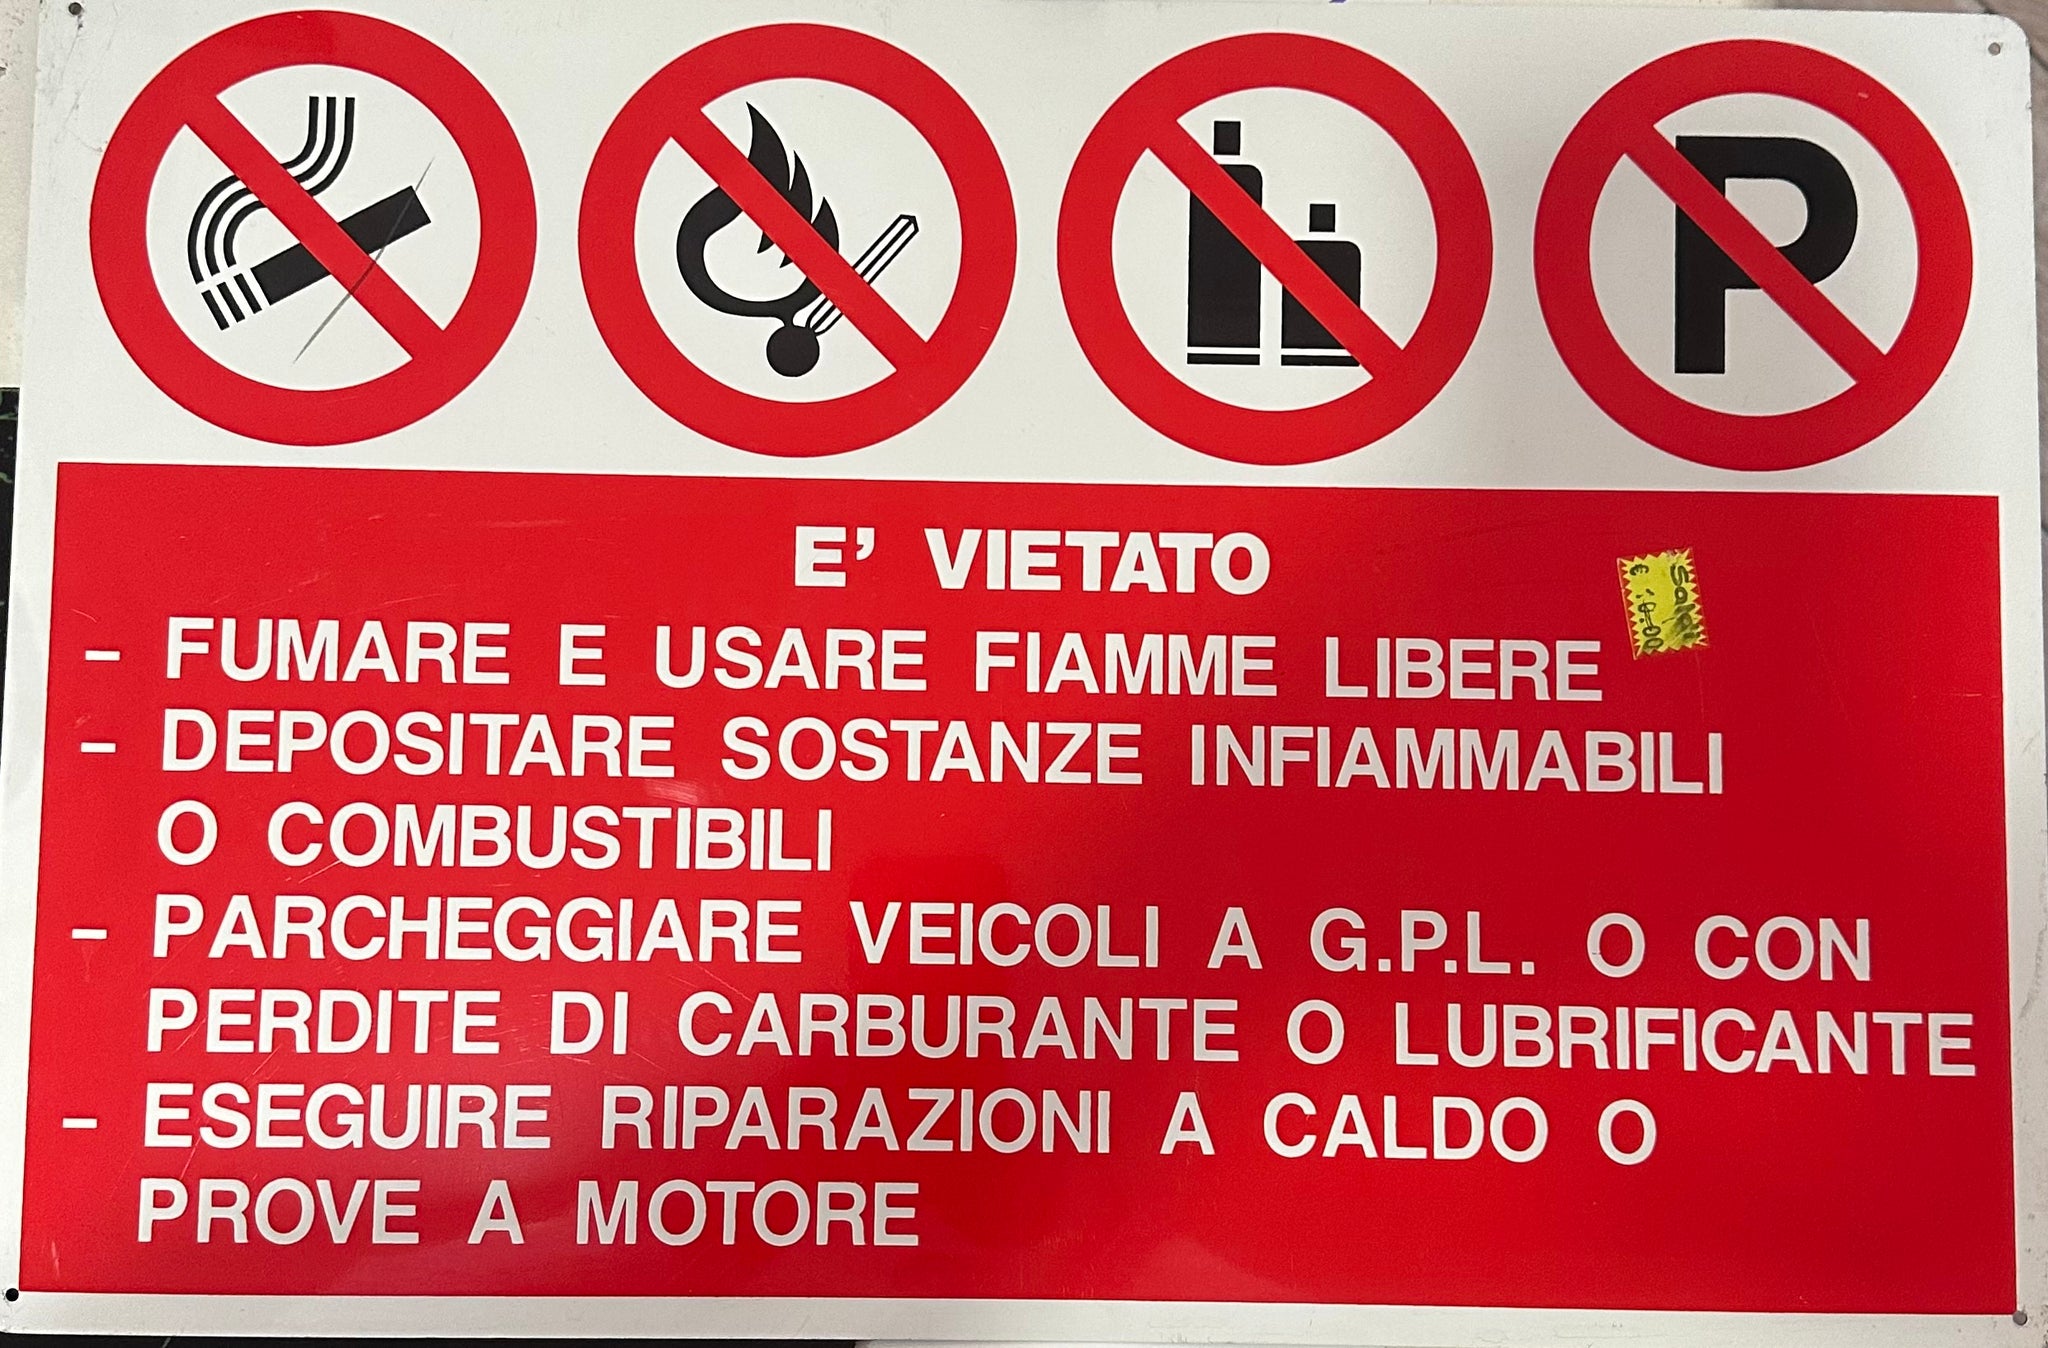 P
E' VIETATO
- FUMARE E USARE FIAMME LIBERE
- DEPOSITARE SOSTANZE INFIAMMABILI
O COMBUSTIBILI
- PARCHEGGIARE VEICOLI A G.P.L. O CON
PERDITE DI CARBURANTE O LUBRIFICANTE
- ESEGUIRE RIPARAZIONI A CALDO O
PROVE A MOTORE